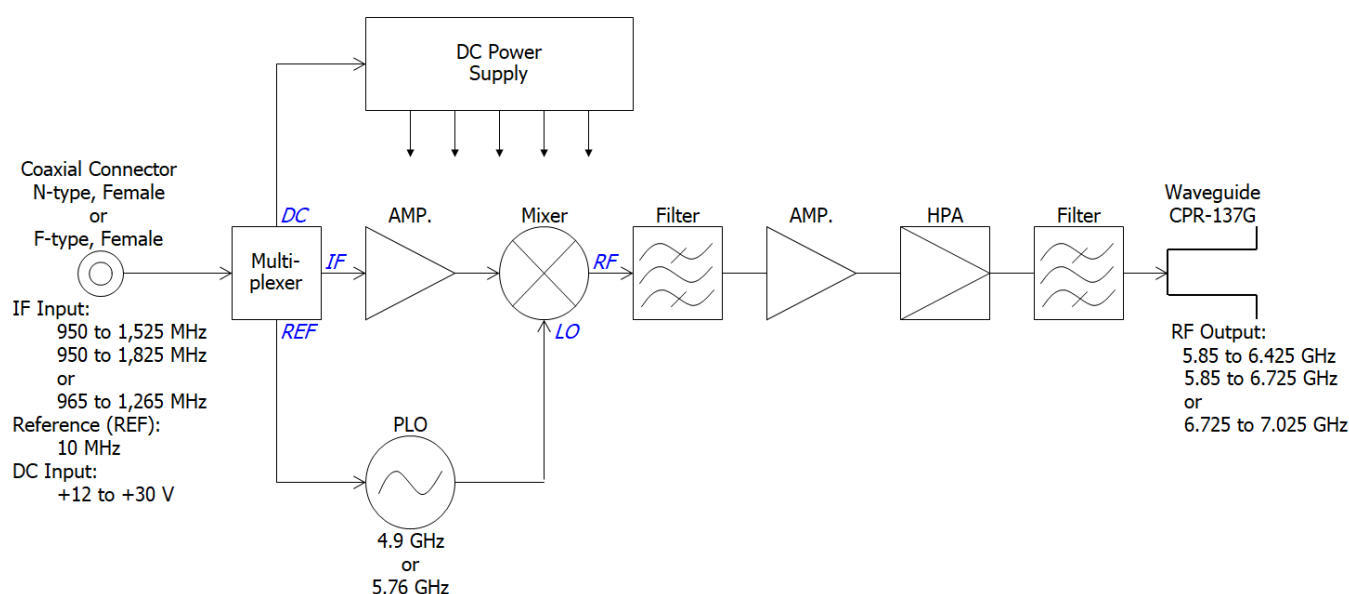 DC Power
Supply
Coaxial Connector
N-type, Female
or
F-type, Female
DC
AMP.
Mixer
Filter
AMP.
HPA
Filter
Waveguide
CPR-137G
Multi-
plexer
IF
RF
REF
LO
IF Input:
950 to 1,525 MHz
950 to 1,825 MHz
or
965 to 1,265 MHz
Reference (REF):
10 MHz
DC Input:
+12 to +30 V
PLO
4.9 GHz
or
5.76 GHz
RF Output:
5.85 to 6.425 GHz
5.85 to 6.725 GHz
or
6.725 to 7.025 GHz